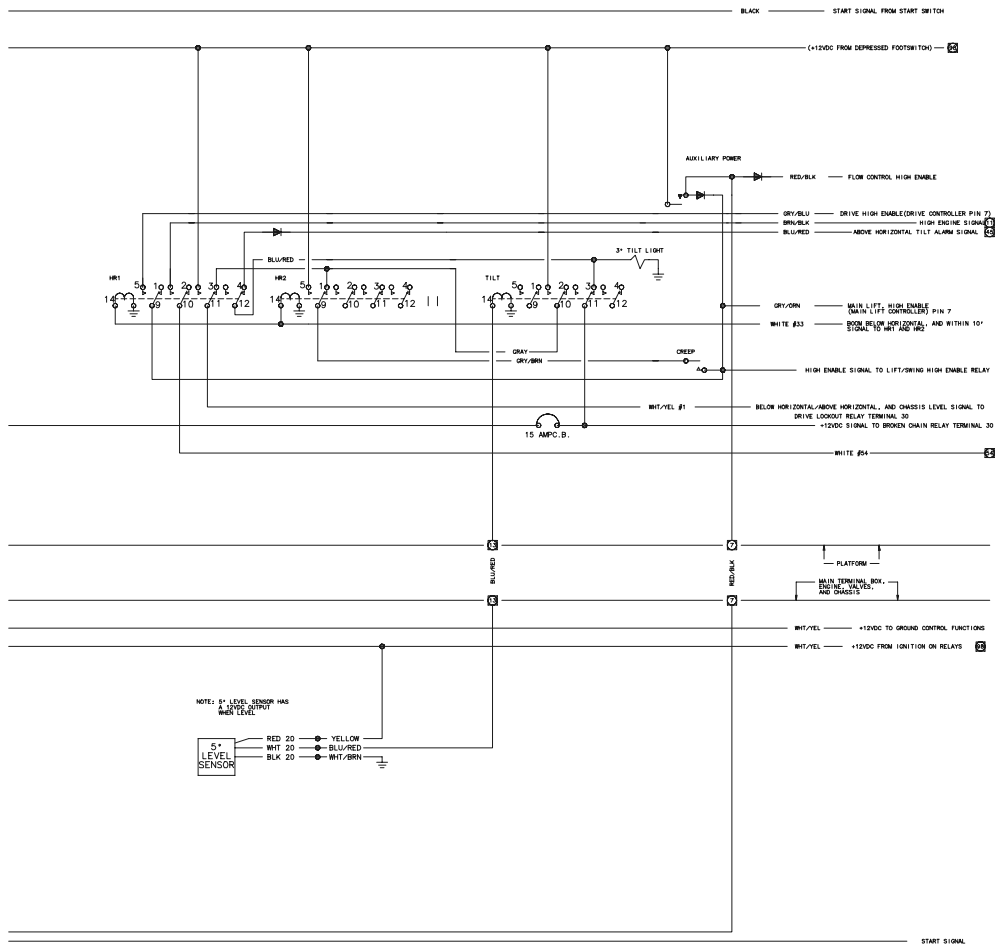 BLACK START SIGNAL FROM START SWITCH
(+12VDC FROM DEPRESSED FOOTSWITCH)
AUXILIARY POWER
RED/BLK FLOW CONTROL HIGH ENABLE
GRY/BLU DRIVE HIGH ENABLE(DRIVE CONTROLLER PIN 7)
BRN/BLK HIGH ENGINE SIGNAL
BLU/RED ABOVE HORIZONTAL TILT ALARM SIGNAL
BLU/RED
3° TILT LIGHT
HR1 HR2 TILT
5 1 2 3 4 5 1 2 3 4 5 1 2 3 4
14 9 10 11 12 14 9 10 11 12 14 9 10 11 12
GRY/ORN MAIN LIFT, HIGH ENABLE
(MAIN LIFT CONTROLLER) PIN 7
WHITE #33 BOOM BELOW HORIZONTAL, AND WITHIN 10°
SIGNAL TO HR1 AND HR2
GRAY
GRY/BRN
CREEP
HIGH ENABLE SIGNAL TO LIFT/SWING HIGH ENABLE RELAY
WHT/YEL #1 BELOW HORIZONTAL/ABOVE HORIZONTAL, AND CHASSIS LEVEL SIGNAL TO
DRIVE LOCKOUT RELAY TERMINAL 30
+12VDC SIGNAL TO BROKEN CHAIN RELAY TERMINAL 30
15 AMPC.B.
WHITE #54 54
13 7
BLU/RED
RED/BLK
PLATFORM
MAIN TERMINAL BOX,
ENGINE, VALVES,
AND CHASSIS
13 7
WHT/YEL +12VDC TO GROUND CONTROL FUNCTIONS
WHT/YEL +12VDC FROM IGNITION ON RELAYS
NOTE: 5° LEVEL SENSOR HAS
A 12VDC OUTPUT
WHEN LEVEL
5°
LEVEL
SENSOR
RED 20 YELLOW
WHT 20 BLU/RED
BLK 20 WHT/BRN
START SIGNAL